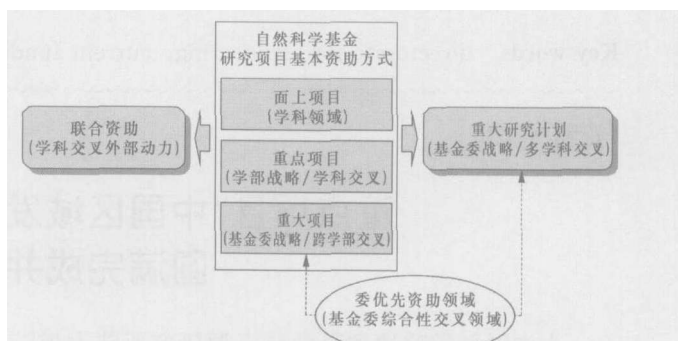 自然科学基金
研究项目基本资助方式
面上项目
(学科领域)
联合资助
(学科交叉外部动力)
重点项目
(学部战略/学科交叉)
重大研究计划
(基金委战略/多学科交叉)
重大项目
(基金委战略/跨学部交叉)
委优先资助领域
(基金委综合性交叉领域)